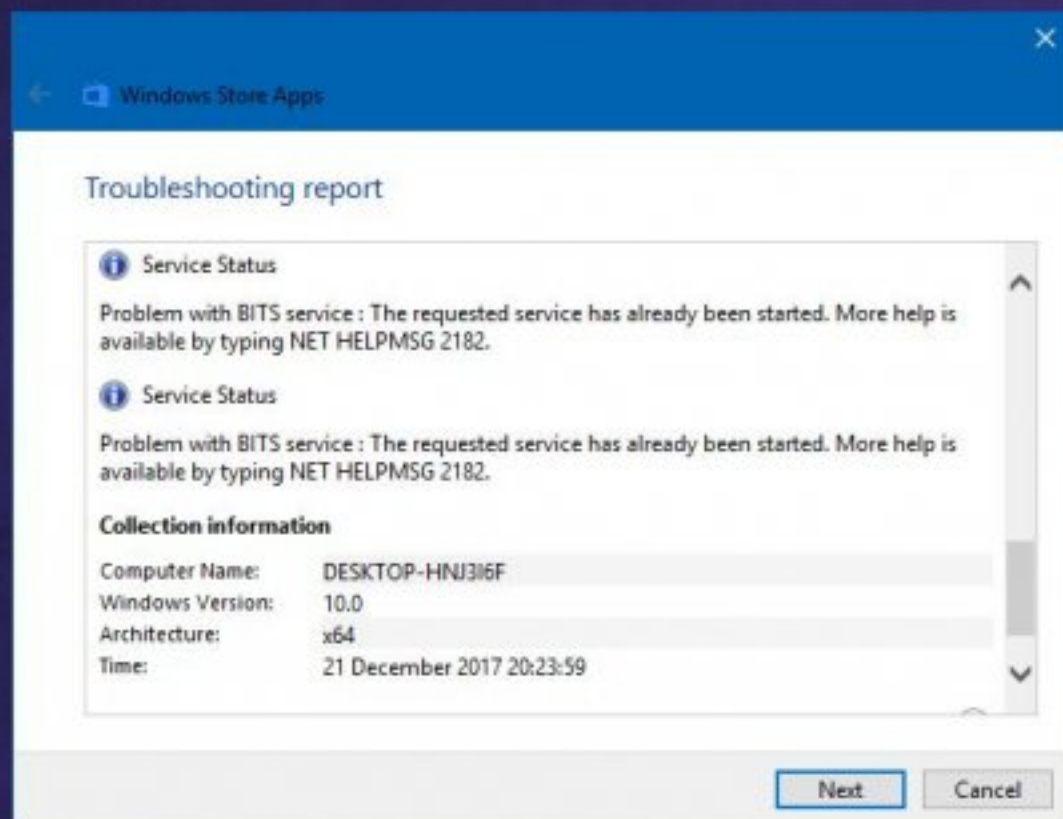 Windows Store Apps
Troubleshooting report
Service Status
Problem with BITS service : The requested service has already been started. More help is
available by typing NET HELPMSG 2182.
Service Status
Problem with BITS service : The requested service has already been started. More help is
available by typing NET HELPMSG 2182.
Collection information
Computer Name: DESKTOP-HNJ3I6F
Windows Version: 10.0
Architecture: x64
Time: 21 December 2017 20:23:59
Next Cancel